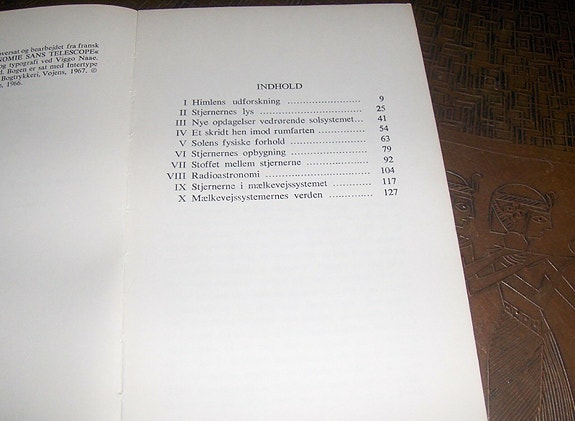 oversat og bearbejdet fra fransk
NOMIE SANS TELESCOPE«
Og typografi ved Viggo Naae.
d. Bogen er sat med Intertype
Bogtrykkeri, Vojens, 1967. ©
e, 1966.
INDHOLD
I Himlens udforskning .................... 9
II Stjernernes lys ............................ 25
III Nye opdagelser vedrørende solsystemet... 41
IV Et skridt hen imod rumfarten ............ 54
V Solens fysiske forhold .................... 63
VI Stjernernes opbygning .................... 79
VII Stoffet mellem stjernerne ................ 92
VIII Radioastronomi ............................ 104
IX Stjernerne i mælkevejssystemet ............ 117
X Mælkevejssystemernes verden .............. 127